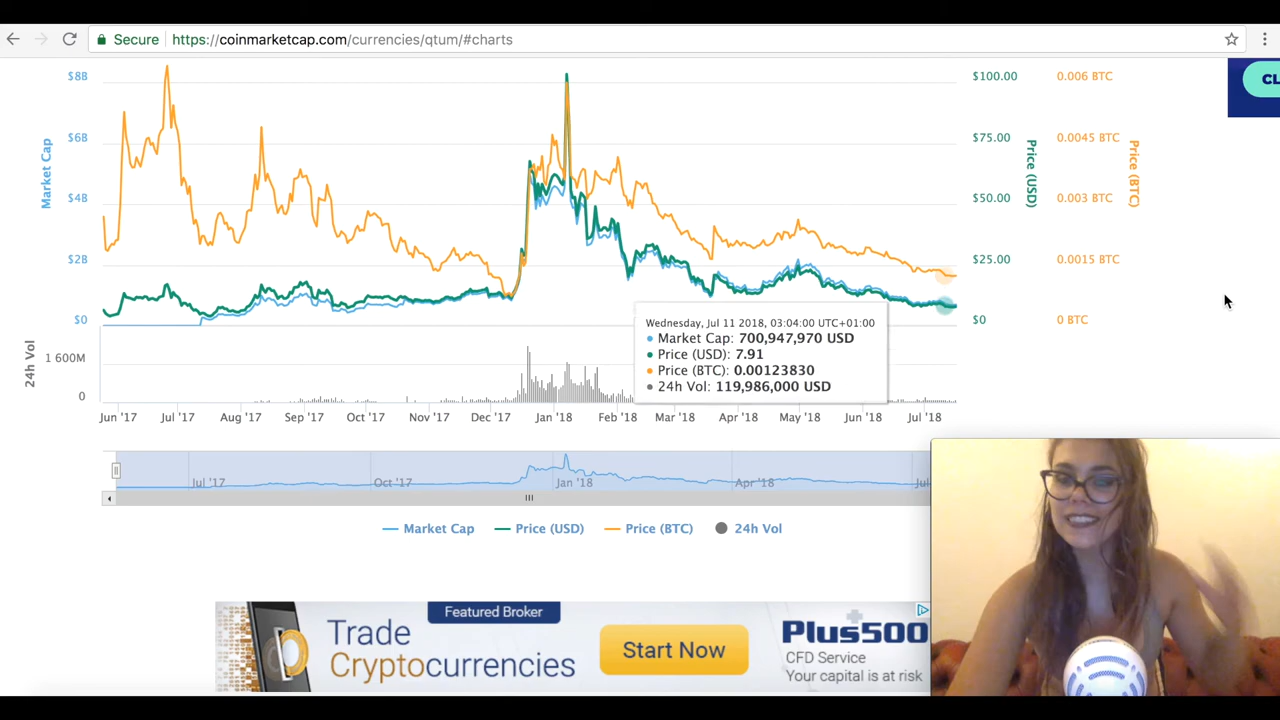 Secure
https://coinmarketcap.com/currencies/qtum/#charts
CL
$8B
$6B
$4B
$2B
$0
Market Cap
$100.00
$75.00
$50.00
$25.00
$0
Price (USD)
0.006 BTC
0.0045 BTC
0.003 BTC
0.0015 BTC
0 BTC
Price (BTC)
Wednesday, Jul 11 2018, 03:04:00 UTC+01:00
Market Cap: 700,947,970 USD
Price (USD): 7.91
Price (BTC): 0.00123830
24h Vol: 119,986,000 USD
24h Vol
1 600M
0
Jun '17 Jul '17 Aug '17 Sep '17 Oct '17 Nov '17 Dec '17 Jan '18 Feb '18 Mar '18 Apr '18 May '18 Jun '18 Jul '18
Jul '17 Oct '17 Jan '18 Apr '18 Jul
Market Cap Price (USD) Price (BTC) 24h Vol
Featured Broker
Trade
Cryptocurrencies
Start Now
Plus500
CFD Service
Your capital is at risk